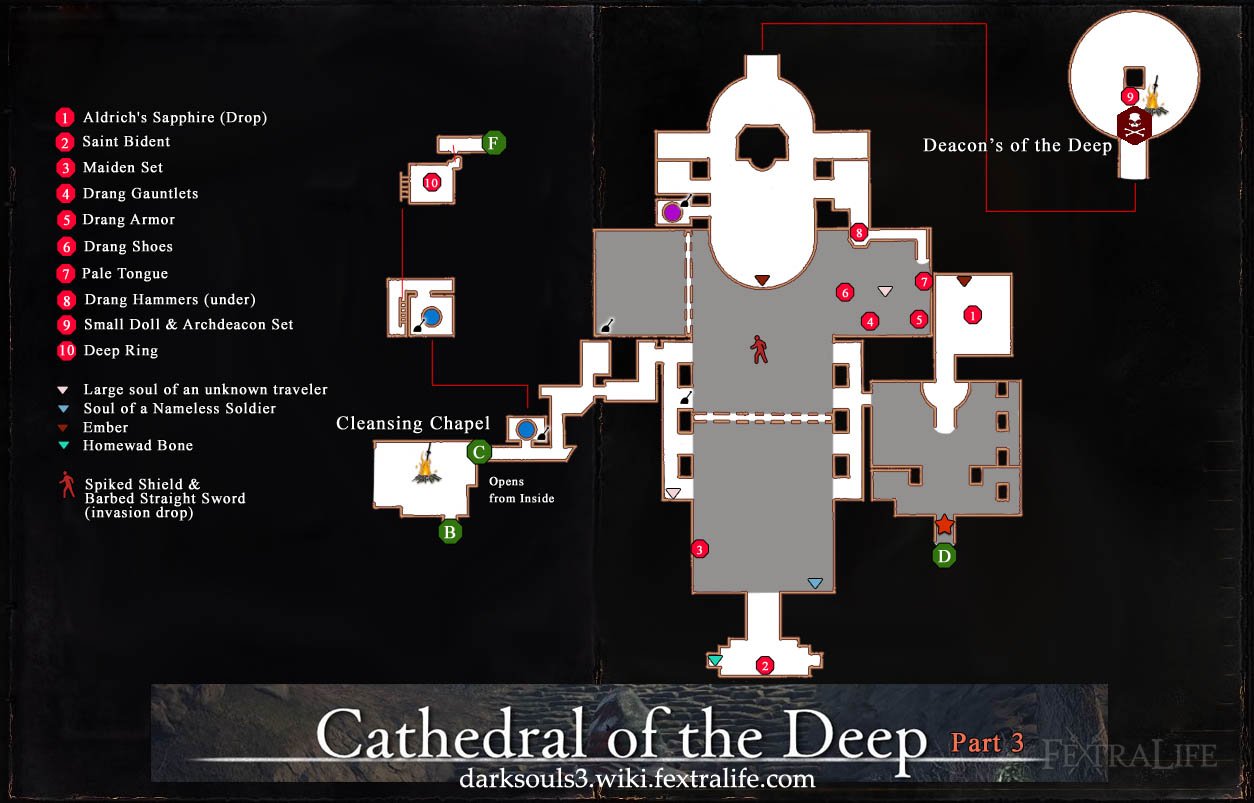 1 Aldrich's Sapphire (Drop)
2 Saint Bident
3 Maiden Set
4 Drang Gauntlets
5 Drang Armor
6 Drang Shoes
7 Pale Tongue
8 Drang Hammers (under)
9 Small Doll & Archdeacon Set
10 Deep Ring
Large soul of an unknown traveler
Soul of a Nameless Soldier
Ember
Homewad Bone
Spiked Shield &
Barbed Straight Sword
(invasion drop)
F
10
Cleansing Chapel
C
Opens
from Inside
B
9
Deacon's of the Deep
8
7
6
4
5
1
3
D
2
Cathedral of the Deep Part 3
FEXTRALIFE
darksouls3.wiki.fextralife.com